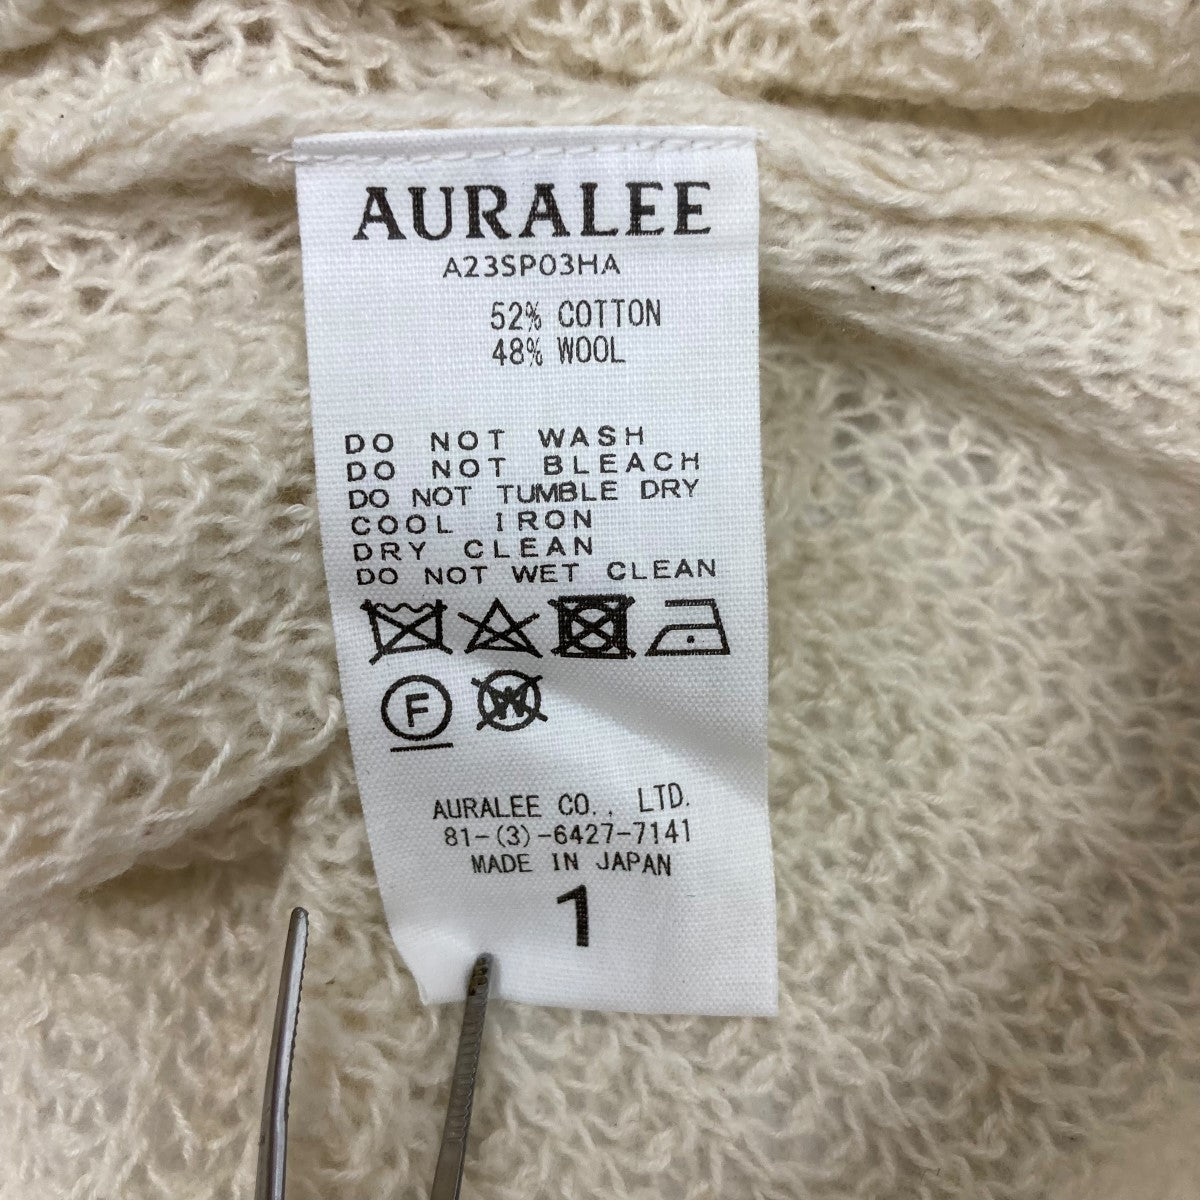 AURALEE
A23SP03HA
52% COTTON
48% WOOL
DO NOT WASH
DO NOT BLEACH
DO NOT TUMBLE DRY
COOL IRON
DRY CLEAN
DO NOT WET CLEAN
F W
AURALEE CO., LTD.
81-(3)-6427-7141
MADE IN JAPAN
1